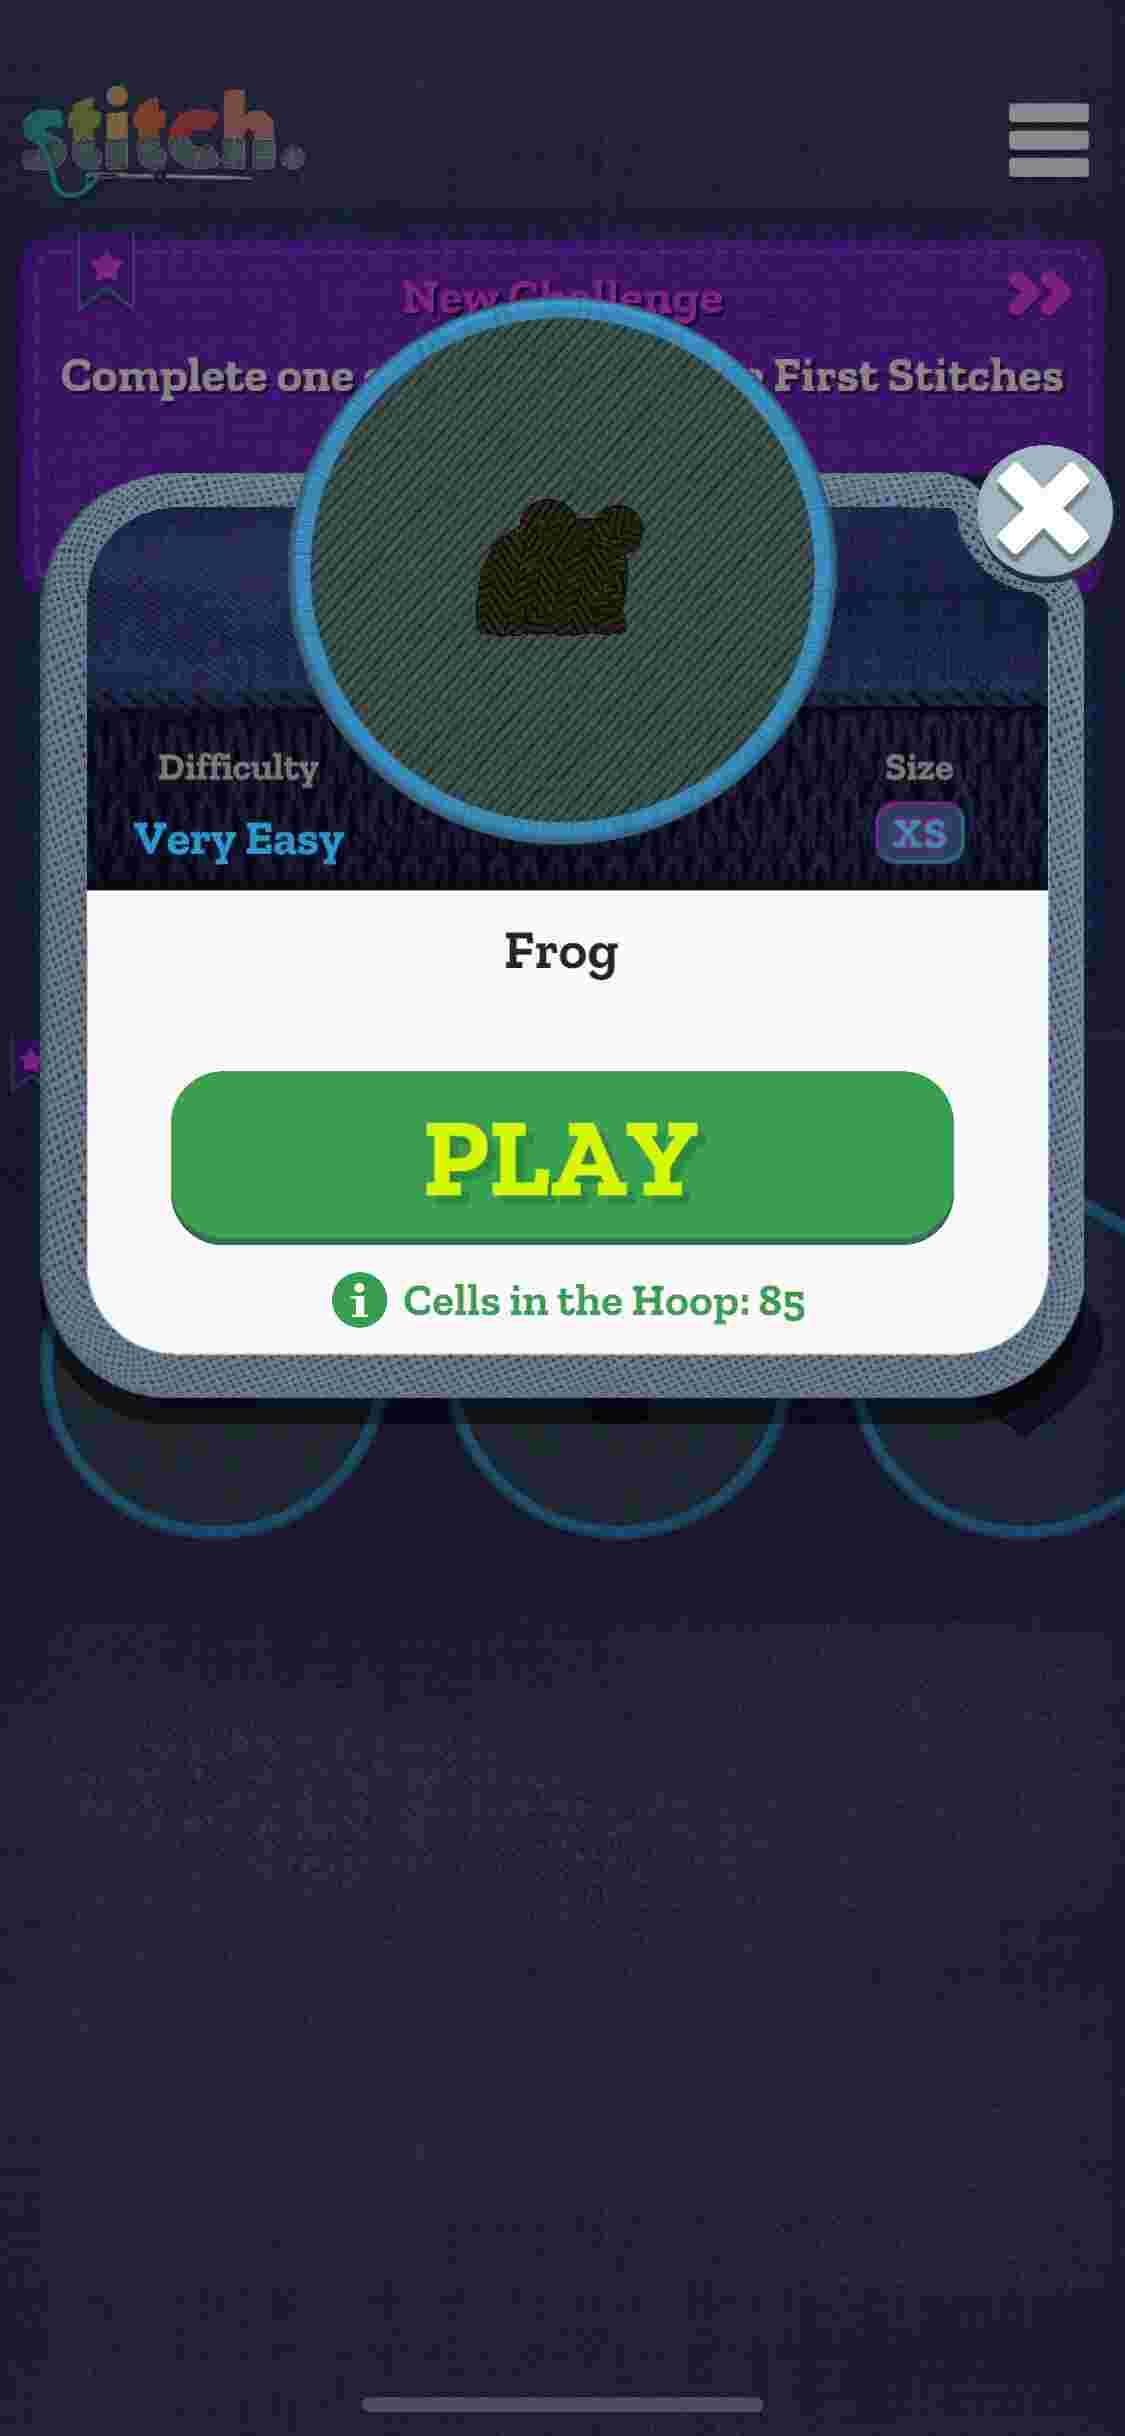 stitch.
New Challenge
Complete one
First Stitches
Difficulty
Size
Very Easy
XS
Frog
PLAY
Cells in the Hoop: 85